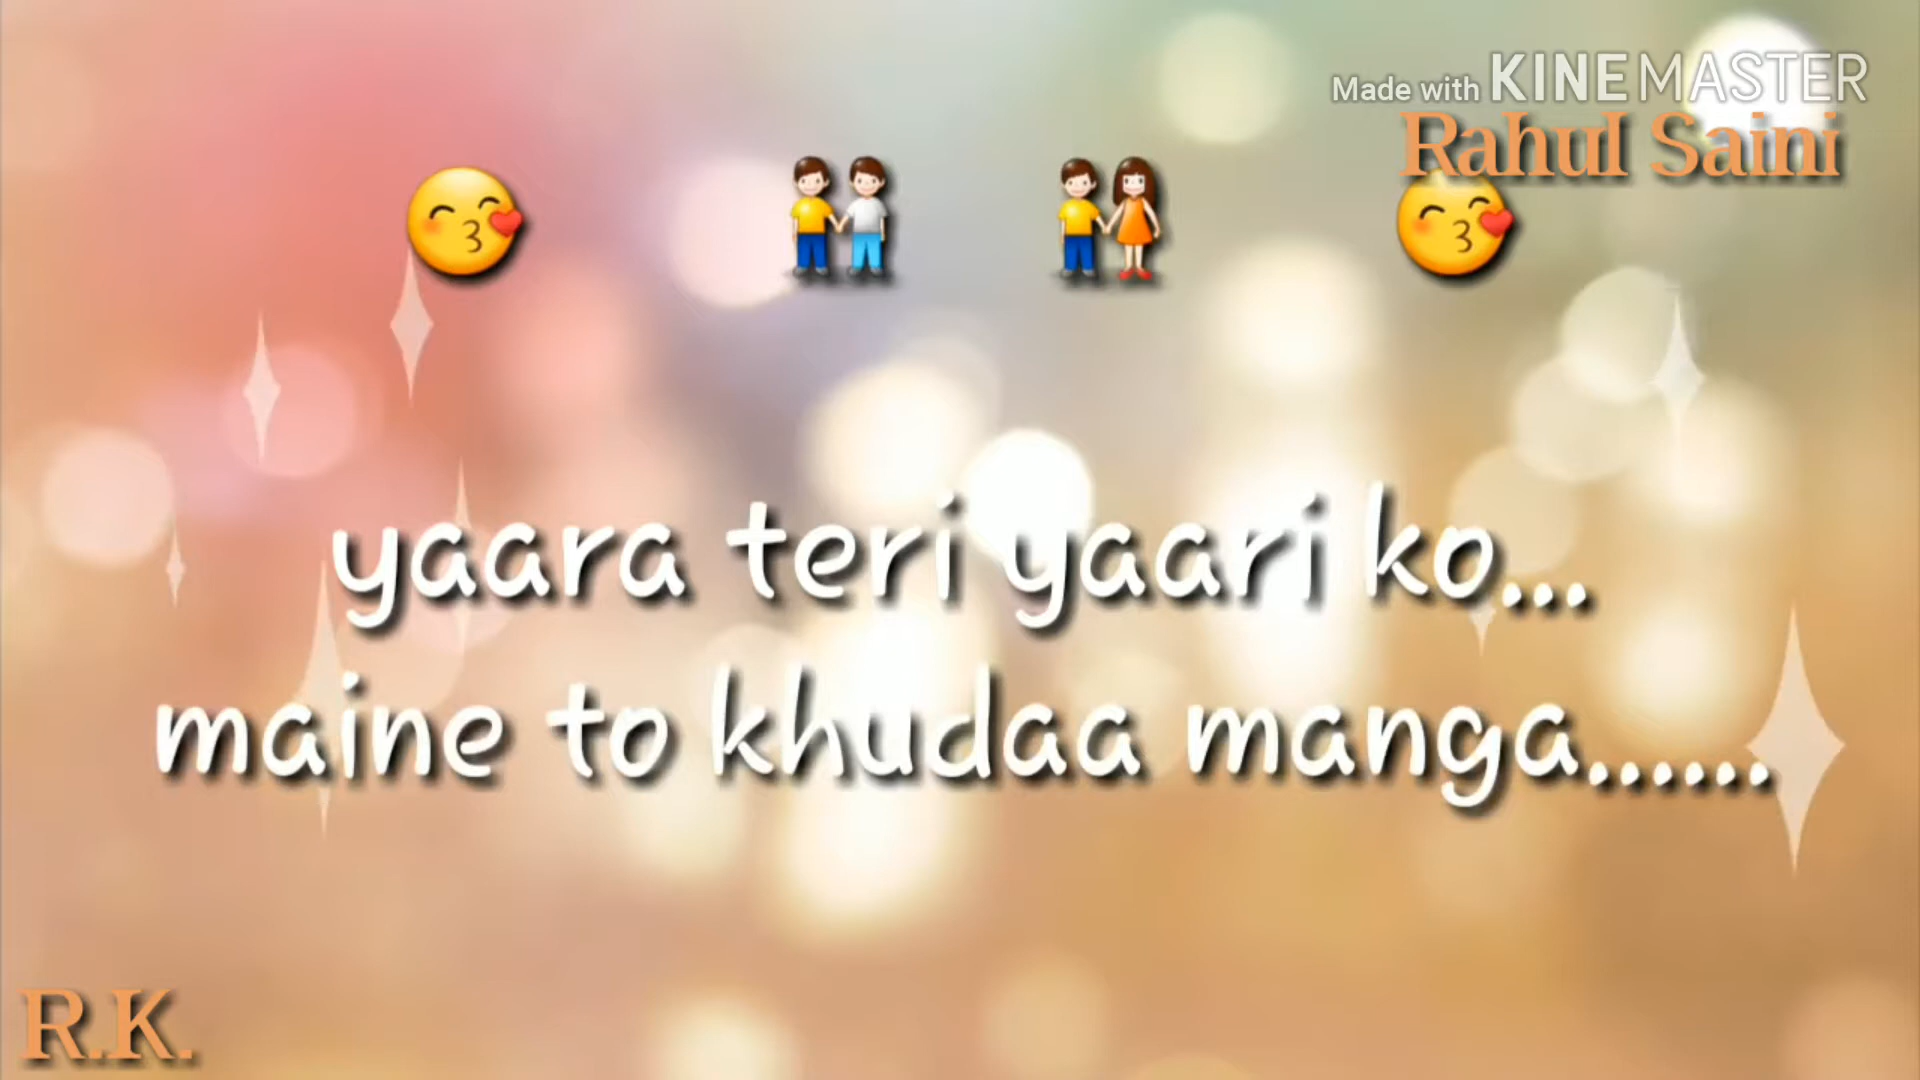 Made with KINEMASTER
Rahul Saini
yaara teri yaari ko...
maine to khudaa manga......
R.K.